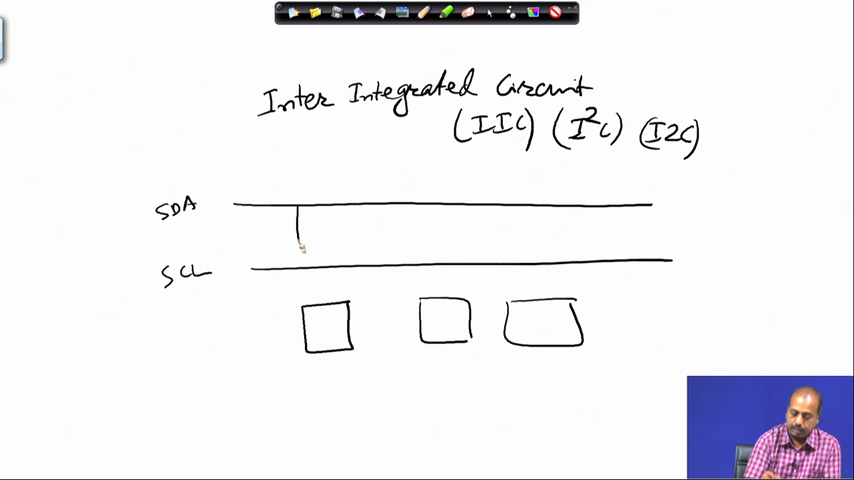 Inter Integrated Circuit
(IIC) (I²C) (I2C)
SDA
SCL